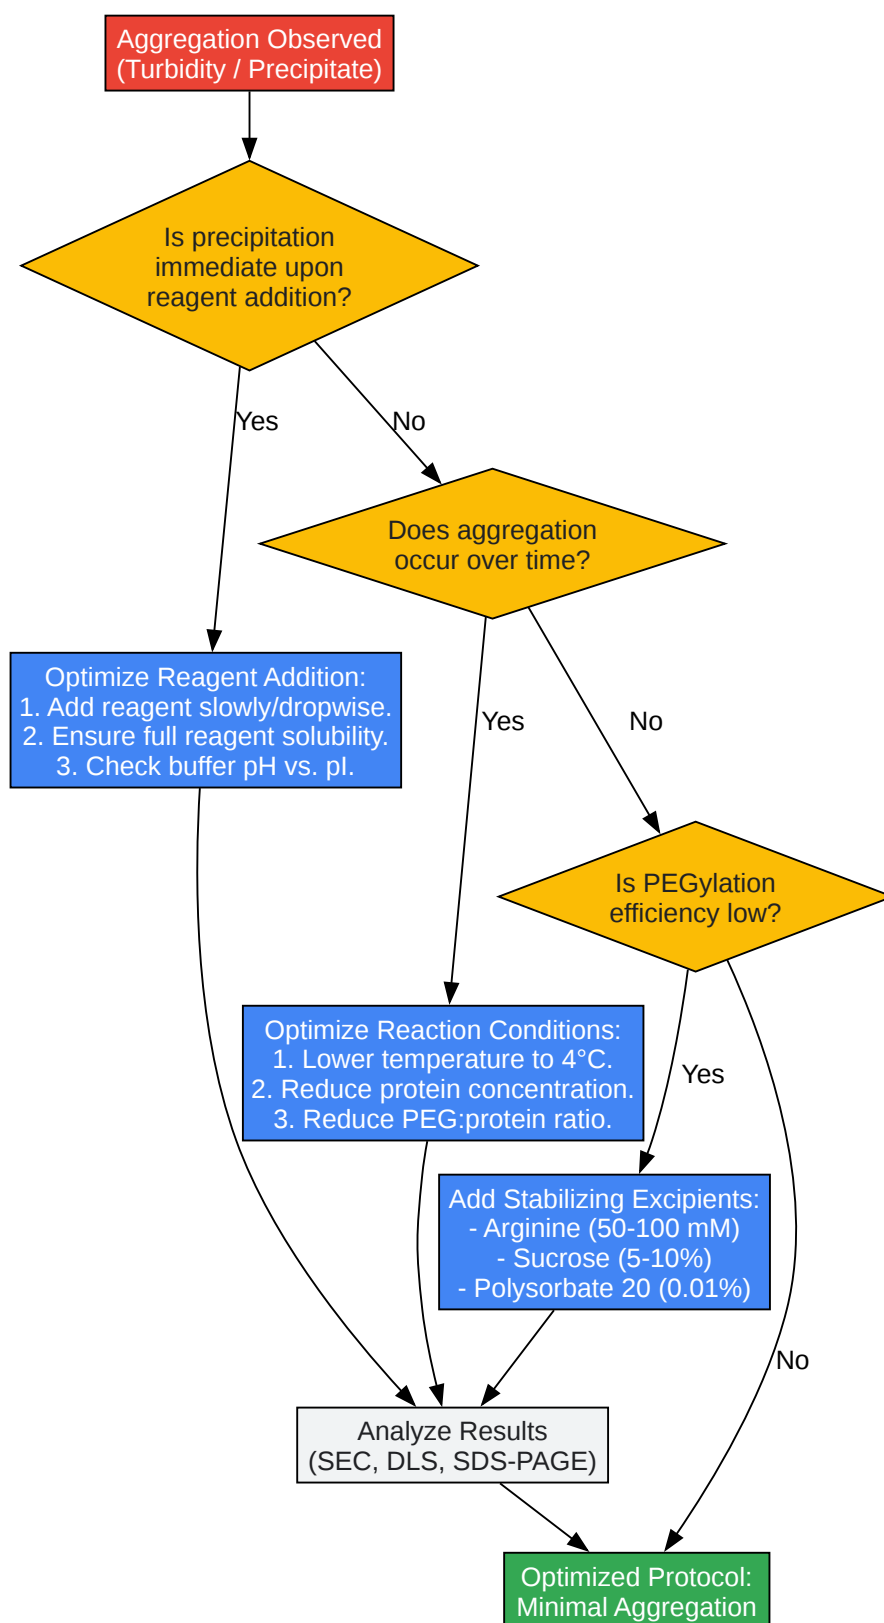 Aggregation Observed
(Turbidity / Precipitate)
Is precipitation
immediate upon
reagent addition?
Yes
No
Does aggregation
occur over time?
Optimize Reagent Addition:
1. Add reagent slowly/dropwise.
2. Ensure full reagent solubility.
3. Check buffer pH vs. pI.
Yes
No
Is PEGylation
efficiency low?
Optimize Reaction Conditions:
1. Lower temperature to 4°C.
2. Reduce protein concentration.
3. Reduce PEG:protein ratio.
Yes
Add Stabilizing Excipients:
- Arginine (50-100 mM)
- Sucrose (5-10%)
- Polysorbate 20 (0.01%)
No
Analyze Results
(SEC, DLS, SDS-PAGE)
Optimized Protocol:
Minimal Aggregation